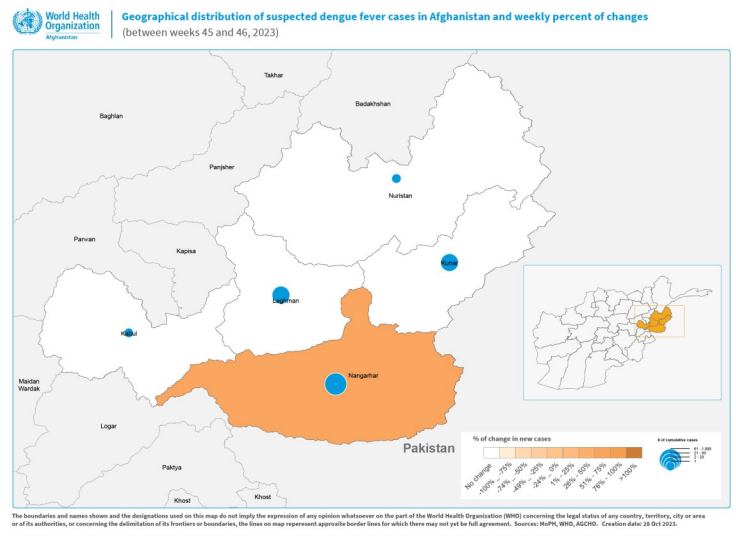 World Health
Organization
Afghanistan
Geographical distribution of suspected dengue fever cases in Afghanistan and weekly percent of changes
(between weeks 45 and 46, 2023)
Takhar
Badakhshan
Baghlan
Panjsher
Nuristan
Parwan
Kapisa
Kunar
Laghman
Kabul
Nangarhar
Maidan
Wardak
Logar
Pakistan
Paktya
Khost
Khost
% of change in new cases
No change
-100% _ -75%
-74% _ -50%
-49% _ -25%
-24% _ 0%
1% - 25%
26% - 50%
51% - 75%
76% - 100%
>100%
# of cumulative cases
The boundaries and names shown and the designations used on this map do not imply the expression of any opinion whatsoever on the part of the World Health Organization (WHO) concerning the legal status of any country, territory, city or area
or of its authorities, or concerning the delimitation of its frontiers or boundaries, the lines on map reperesent approxite border lines for which there may not yet be full agreement. Sources: MoPH, WHO, AGCHO. Creation date: 28 Oct 2023.